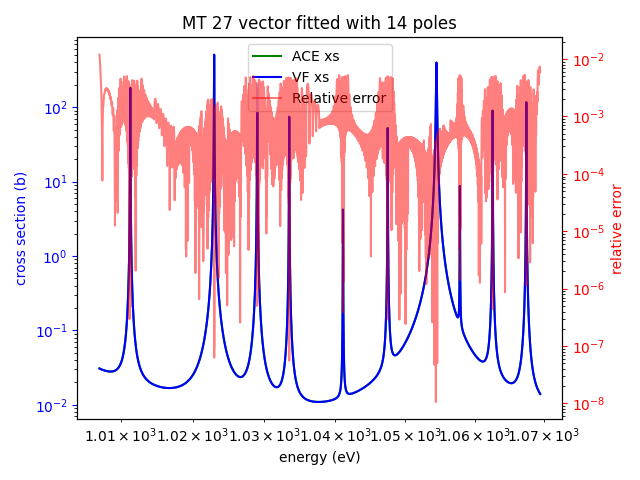 MT 27 vector fitted with 14 poles
ACE xs
VF xs
Relative error
cross section (b)
10²
10¹
10⁰
10⁻¹
10⁻²
relative error
10⁻²
10⁻³
10⁻⁴
10⁻⁵
10⁻⁶
10⁻⁷
10⁻⁸
1.01 × 10³ 1.02 × 10³ 1.03 × 10³ 1.04 × 10³ 1.05 × 10³ 1.06 × 10³ 1.07 × 10³
energy (eV)